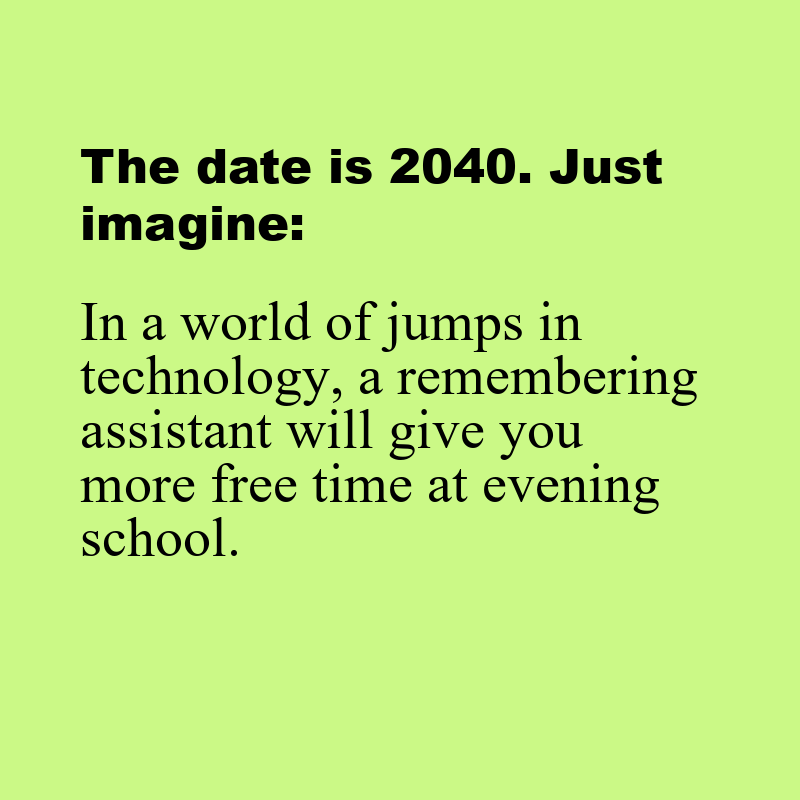 The date is 2040. Just
imagine:
In a world of jumps in
technology, a remembering
assistant will give you
more free time at evening
school.